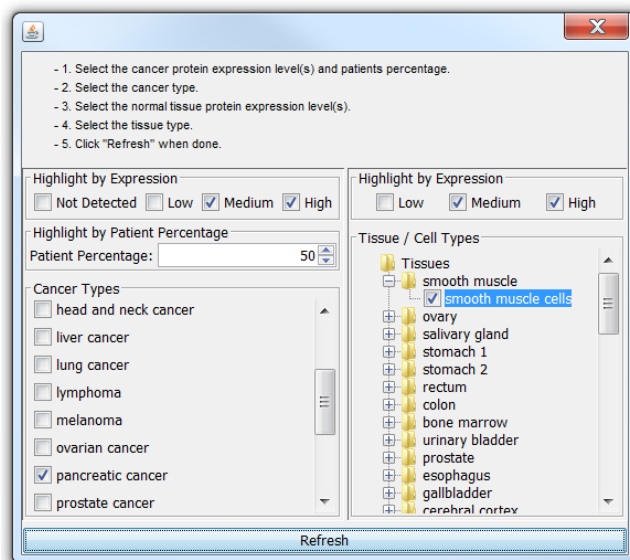 - 1. Select the cancer protein expression level(s) and patients percentage.
- 2. Select the cancer type.
- 3. Select the normal tissue protein expression level(s).
- 4. Select the tissue type.
- 5. Click "Refresh" when done.
Highlight by Expression
Not Detected Low Medium High
Highlight by Patient Percentage
Patient Percentage: 50
Cancer Types
head and neck cancer
liver cancer
lung cancer
lymphoma
melanoma
ovarian cancer
pancreatic cancer
prostate cancer
Highlight by Expression
Low Medium High
Tissue / Cell Types
Tissues
smooth muscle
smooth muscle cells
ovary
salivary gland
stomach 1
stomach 2
rectum
colon
bone marrow
urinary bladder
prostate
esophagus
gallbladder
cerebral cortex
Refresh